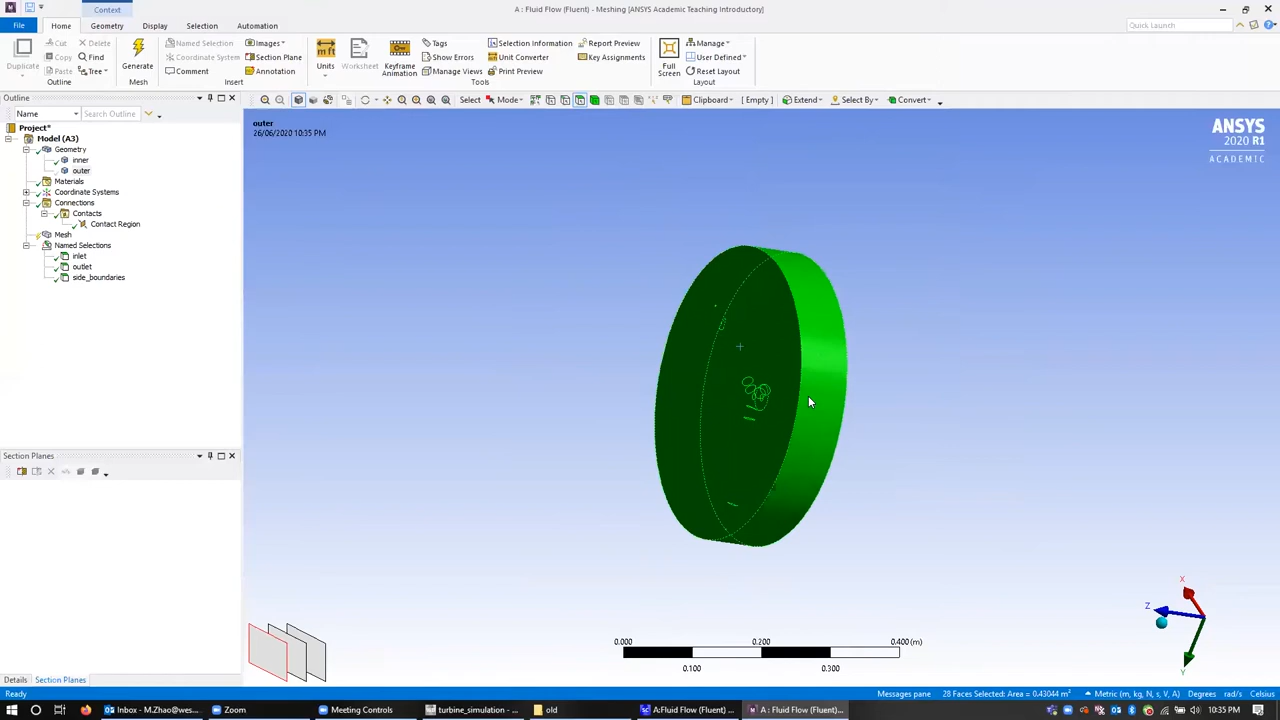 Context
A : Fluid Flow (Fluent) - Meshing [ANSYS Academic Teaching Introductory]
File Home Geometry Display Selection Automation Quick Launch
Duplicate Cut Copy Paste Delete Find Tree Outline
Generate Mesh
Named Selection Coordinate System Comment Images Section Plane Annotation Insert
Units Worksheet Keyframe Animation Tags Show Errors Manage Views Selection Information Unit Converter Print Preview Report Preview Key Assignments Tools
Full Screen Manage User Defined Reset Layout Layout
Outline
Select Mode Clipboard [ Empty ] Extend Select By Convert
Name Search Outline
Project*
Model (A3)
Geometry
inner
outer
Materials
Coordinate Systems
Connections
Contacts
Contact Region
Mesh
Named Selections
inlet
outlet
side_boundaries
outer
26/06/2020 10:35 PM
ANSYS
2020 R1
ACADEMIC
Section Planes
X
Z
Y
0.000 0.200 0.400 (m)
0.100 0.300
Details Section Planes
Ready Messages pane 28 Faces Selected: Area = 0.43044 m² Metric (m, kg, N, s, V, A) Degrees rad/s Celsius
Inbox - M.Zhao@wes... Zoom Meeting Controls turbine_simulation - ... old A:Fluid Flow (Fluent) ... A : Fluid Flow (Fluent)... 10:35 PM